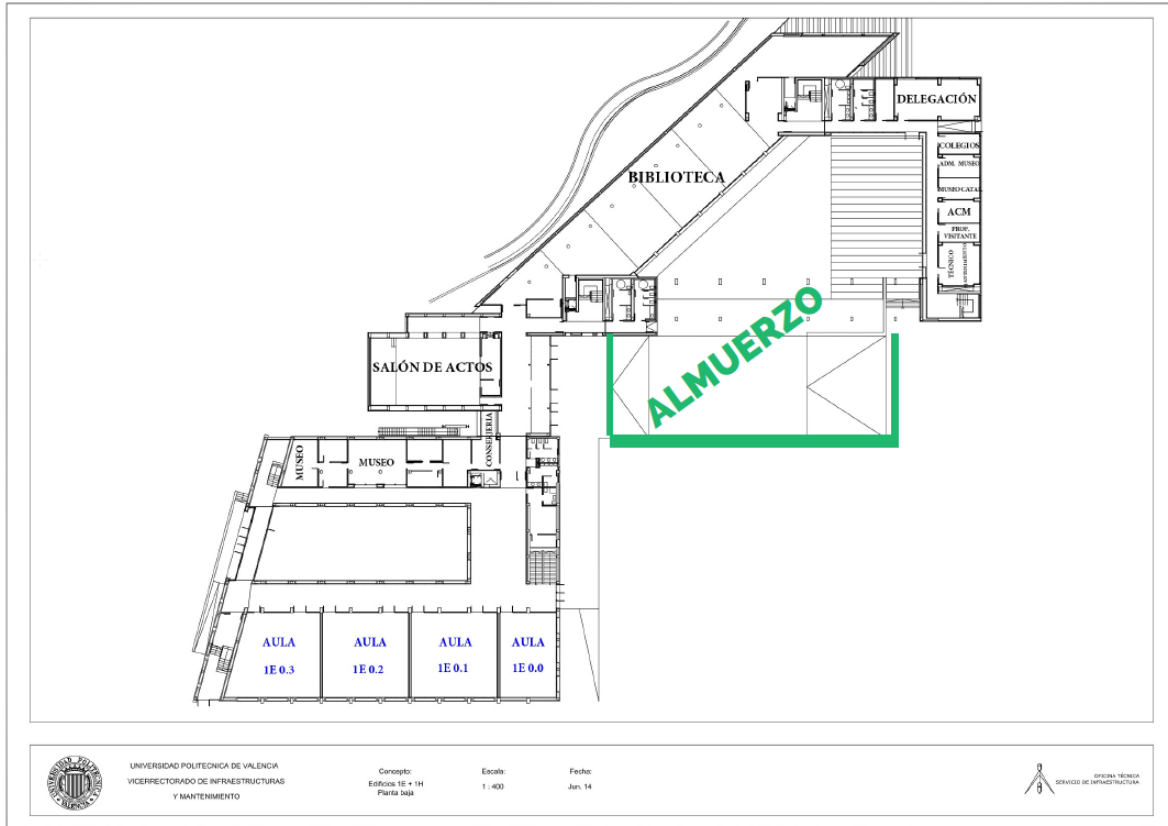 DELEGACIÓN
COLEGIOS
ADM. MUSEO
BIBLIOTECA
MUSEO CATAL
ACM
PROF.
VISITANTE
TÉCNICO
ALMUERZO
SALÓN DE ACTOS
CONSERJERIA
MUSEO
MUSEO
AULA
1E 0.3
AULA
1E 0.2
AULA
1E 0.1
AULA
1E 0.0
UNIVERSIDAD POLITECNICA DE VALENCIA
VICERRECTORADO DE INFRAESTRUCTURAS
Y MANTENIMIENTO
Concepto:
Edificios 1E + 1H
Planta baja
Escala:
1 : 400
Fecha:
Jun. 14
OFICINA TÉCNICA
SERVICIO DE INFRAESTRUCTURA